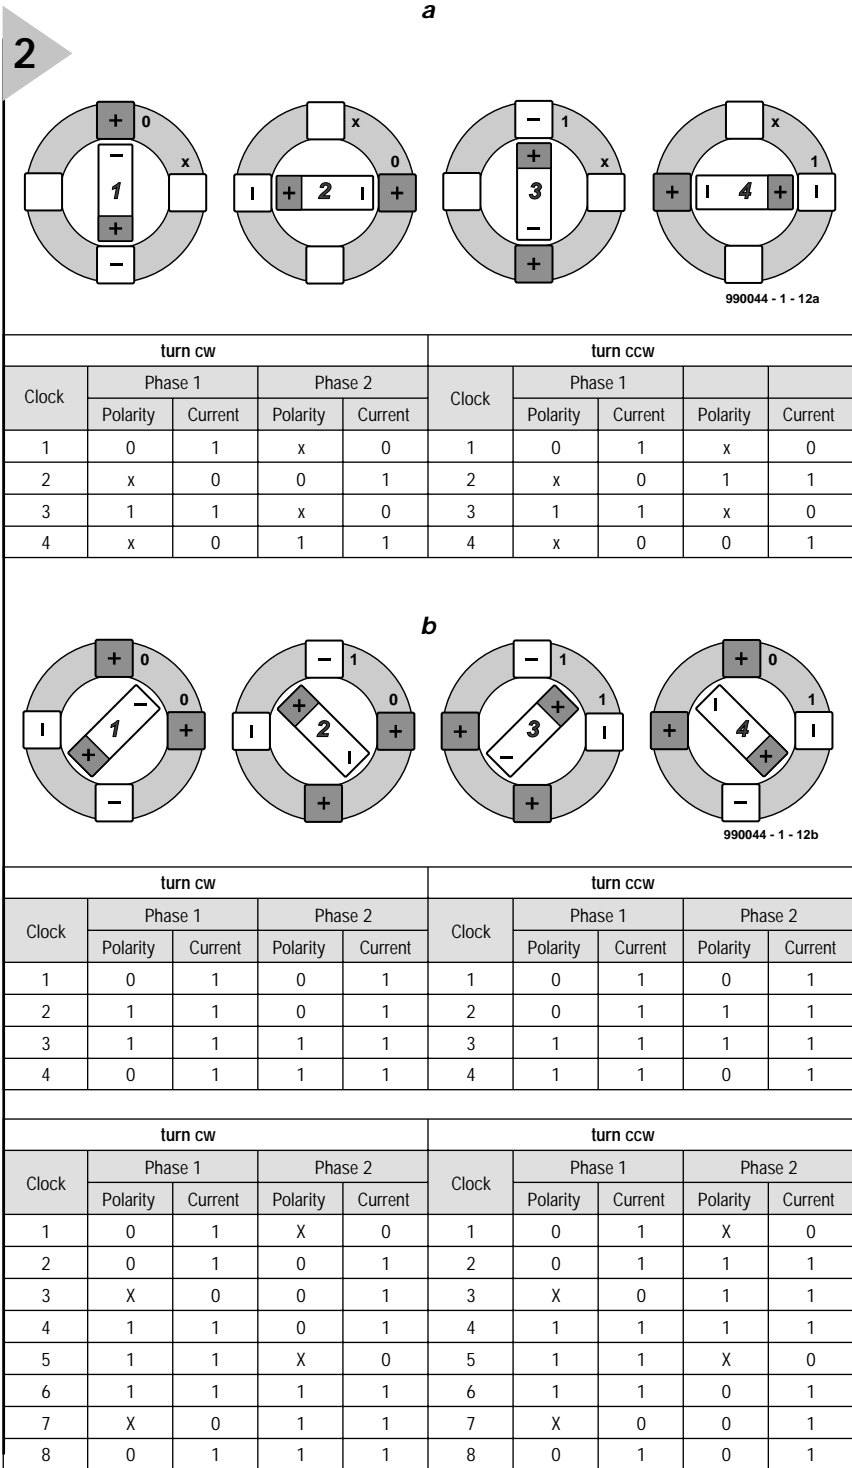 a
2
+ 0 x x 0 − 1 x x 1
− + 1 − | + 2 | + + 3 − + + | 4 + |
990044 - 1 - 12a
turn cw turn ccw
Clock Phase 1 Phase 2 Clock Phase 1
Polarity Current Polarity Current Polarity Current Polarity Current
1 0 1 x 0 1 0 1 x 0
2 x 0 0 1 2 x 0 1 1
3 1 1 x 0 3 1 1 x 0
4 x 0 1 1 4 x 0 0 1
b
+ 0 0 − 1 0 − 1 1 + 0 1
| − 1 + + − | + 2 | + + + + 3 − | + + | 4 + | −
990044 - 1 - 12b
turn cw turn ccw
Clock Phase 1 Phase 2 Clock Phase 1 Phase 2
Polarity Current Polarity Current Polarity Current Polarity Current
1 0 1 0 1 1 0 1 0 1
2 1 1 0 1 2 0 1 1 1
3 1 1 1 1 3 1 1 1 1
4 0 1 1 1 4 1 1 0 1
turn cw turn ccw
Clock Phase 1 Phase 2 Clock Phase 1 Phase 2
Polarity Current Polarity Current Polarity Current Polarity Current
1 0 1 X 0 1 0 1 X 0
2 0 1 0 1 2 0 1 1 1
3 X 0 0 1 3 X 0 1 1
4 1 1 0 1 4 1 1 1 1
5 1 1 X 0 5 1 1 X 0
6 1 1 1 1 6 1 1 0 1
7 X 0 1 1 7 X 0 0 1
8 0 1 1 1 8 0 1 0 1